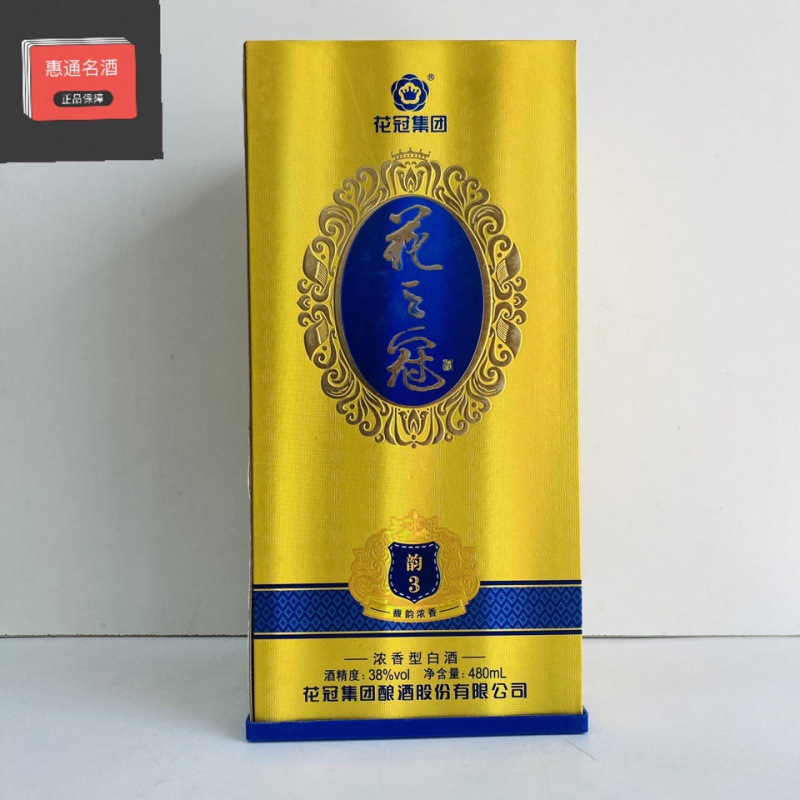 惠通名酒
正品保障
®
花冠集团
花之冠
韵
3
馥韵浓香
浓香型白酒
酒精度：38%vol 净含量：480mL
花冠集团酿酒股份有限公司